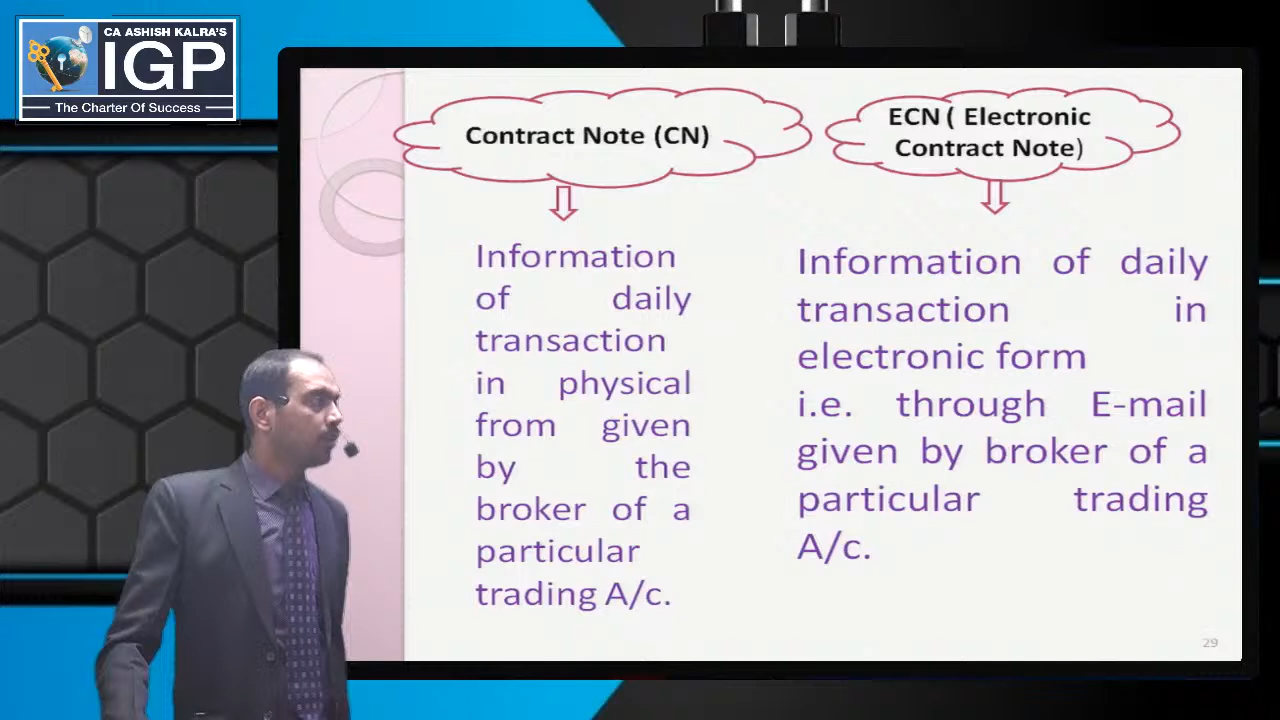 CA ASHISH KALRA'S
IGP
The Charter Of Success
Contract Note (CN)
ECN ( Electronic
Contract Note)
Information
of daily
transaction
in physical
from given
by the
broker of a
particular
trading A/c.
Information of daily
transaction in
electronic form
i.e. through E-mail
given by broker of a
particular trading
A/c.
29